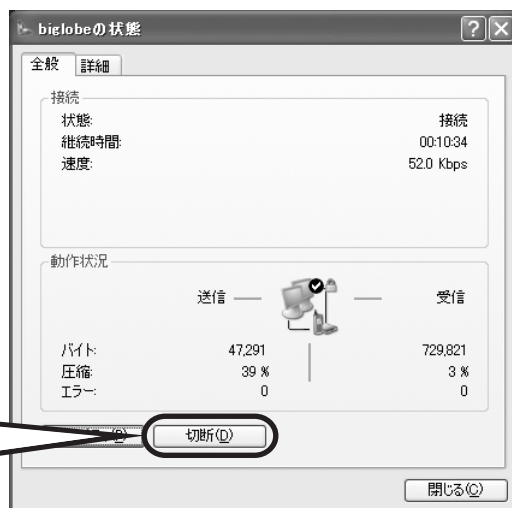 biglobeの状態
全般 詳細
接続
状態: 接続
継続時間: 00:10:34
速度: 52.0 Kbps
動作状況
送信 — — 受信
バイト: 47,291 729,821
圧縮: 39 % 3 %
エラー: 0 0
切断(D)
閉じる(C)